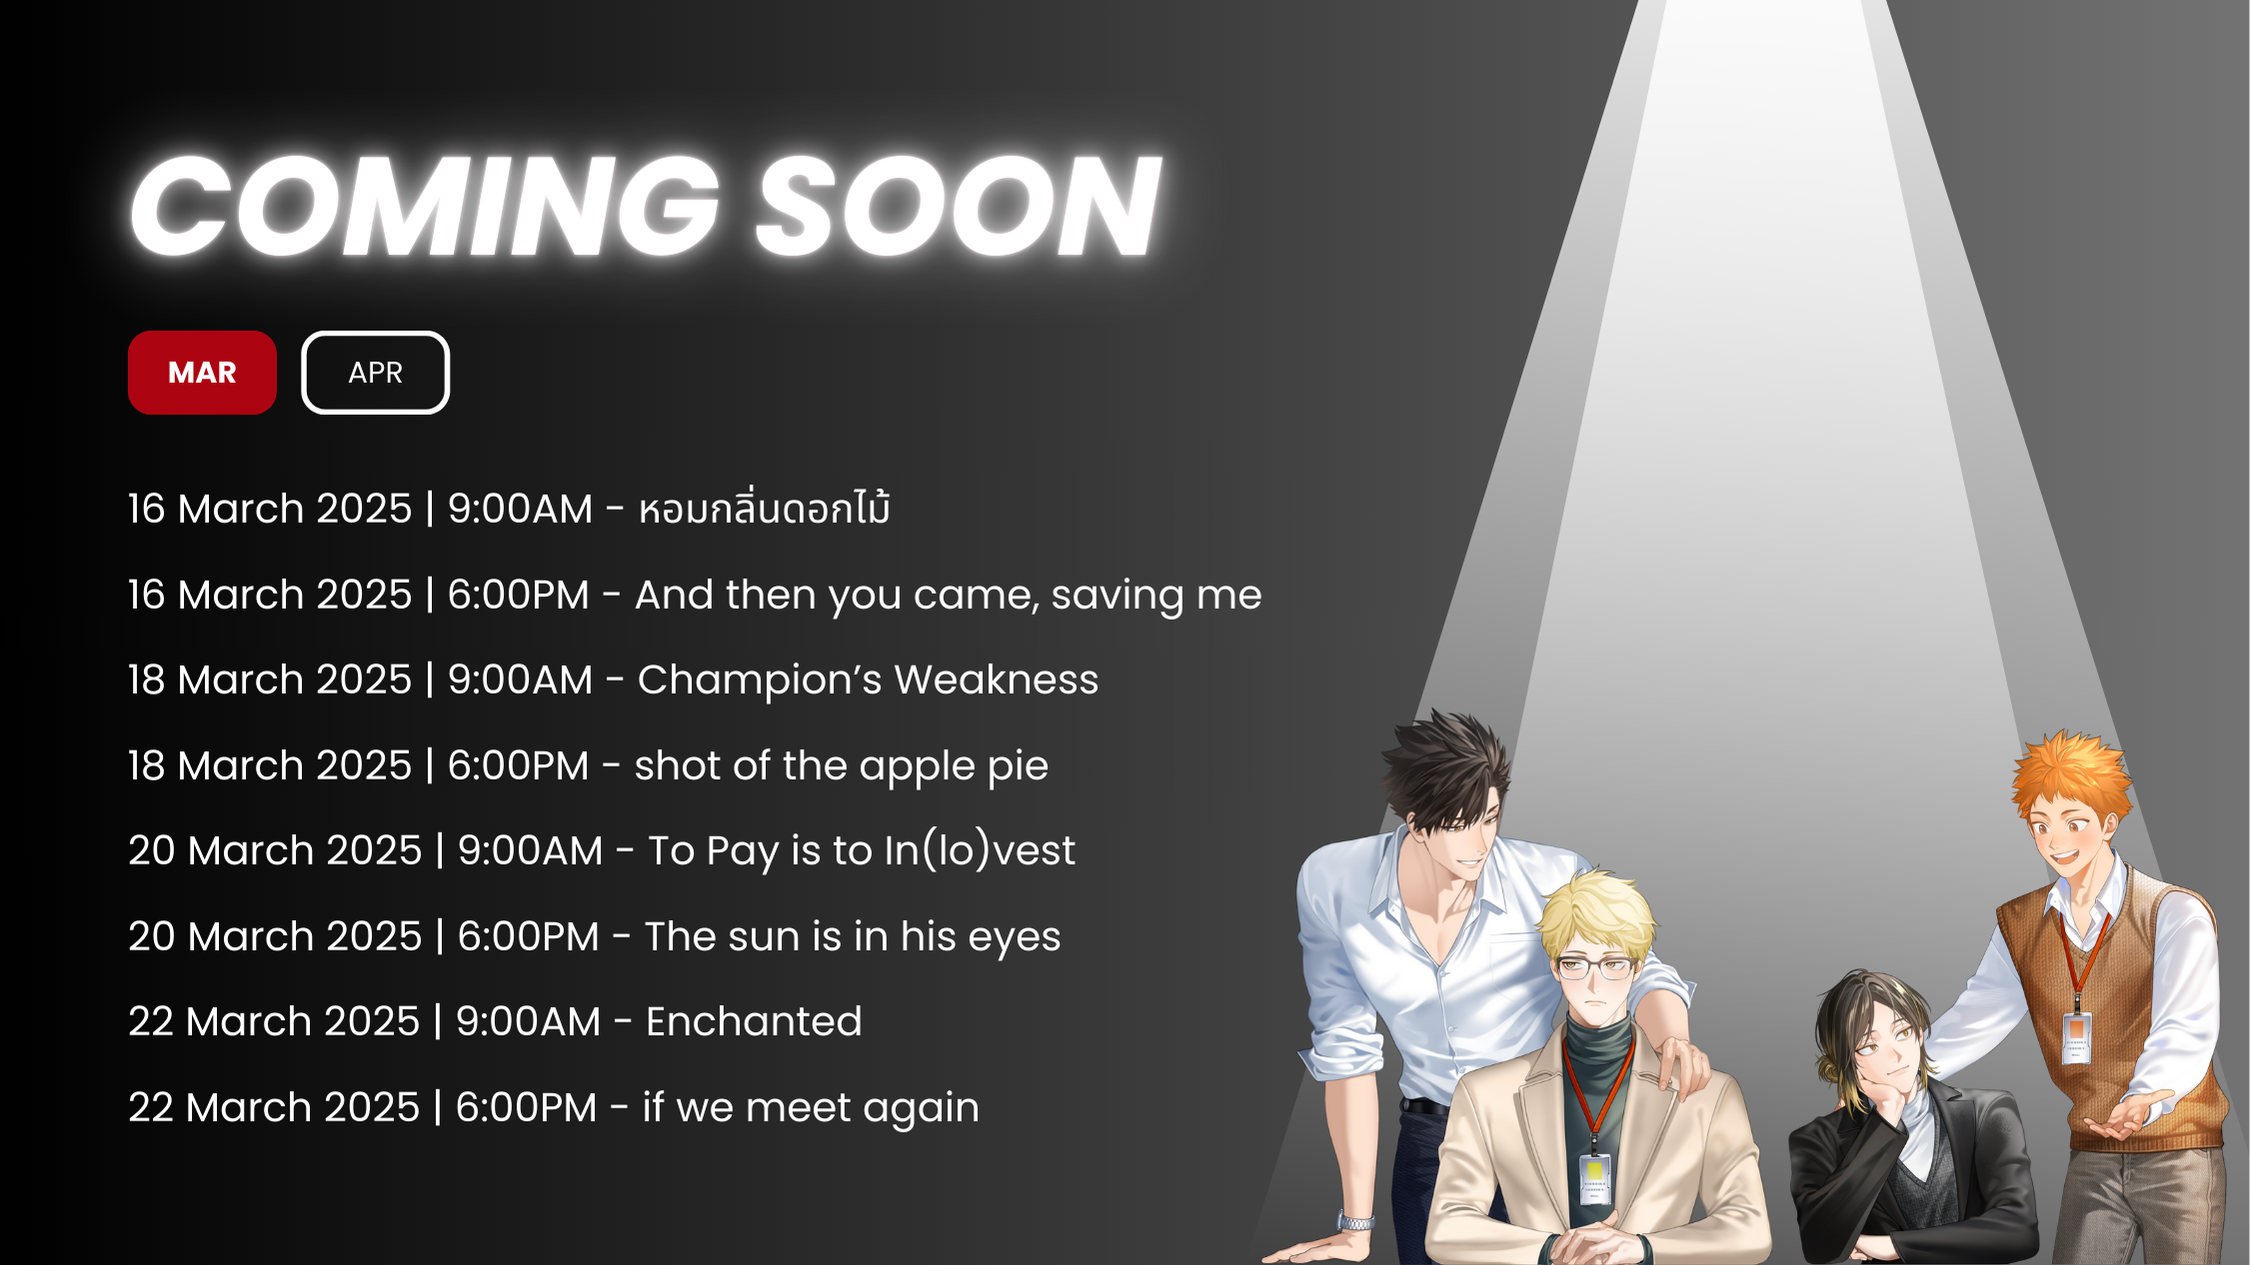 COMING SOON
MAR
APR
16 March 2025 | 9:00AM - หอมกลิ่นดอกไม้
16 March 2025 | 6:00PM - And then you came, saving me
18 March 2025 | 9:00AM - Champion’s Weakness
18 March 2025 | 6:00PM - shot of the apple pie
20 March 2025 | 9:00AM - To Pay is to In(lo)vest
20 March 2025 | 6:00PM - The sun is in his eyes
22 March 2025 | 9:00AM - Enchanted
22 March 2025 | 6:00PM - if we meet again